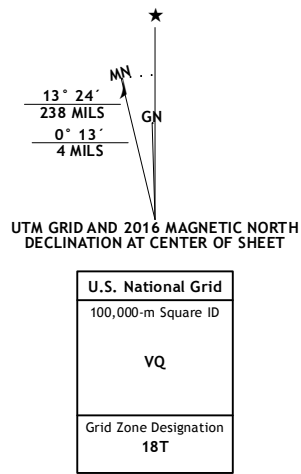 MN
GN
13° 24´
238 MILS
0° 13´
4 MILS
UTM GRID AND 2016 MAGNETIC NORTH
DECLINATION AT CENTER OF SHEET
U.S. National Grid
100,000-m Square ID
VQ
Grid Zone Designation
18T